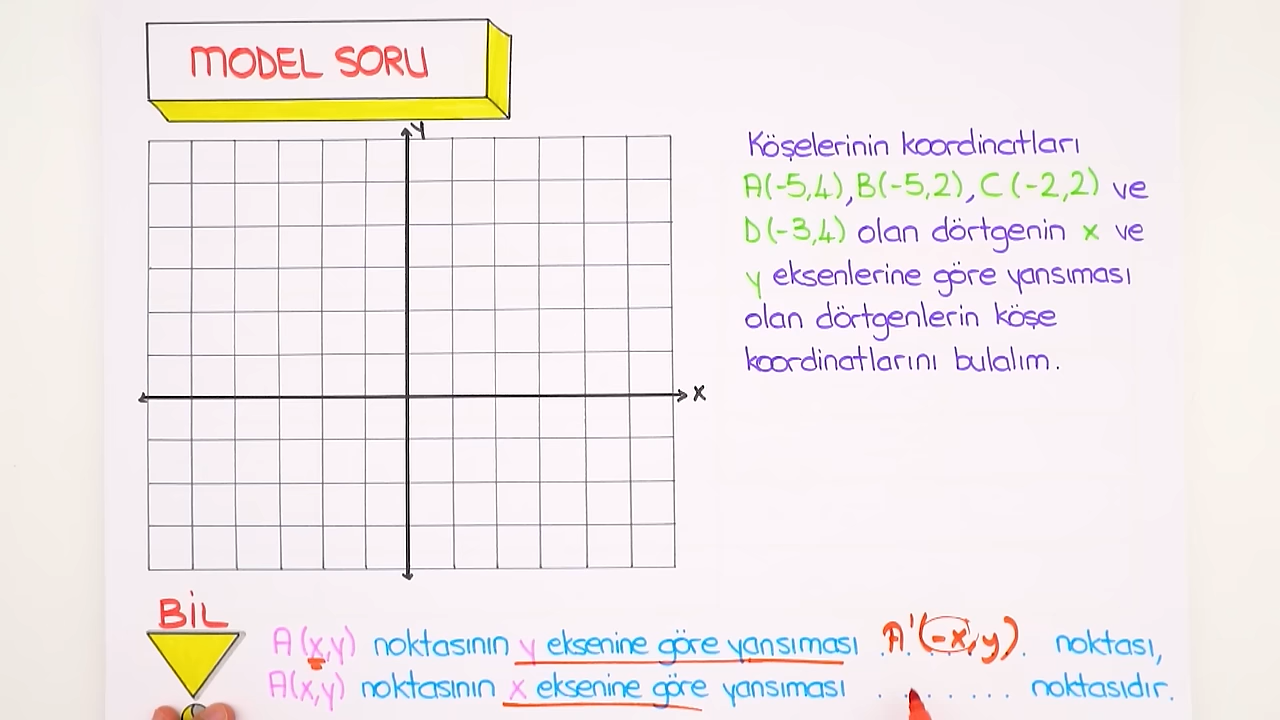 MODEL SORU
y
x
Köşelerinin koordinatları
A(-5,4), B(-5,2), C(-2,2) ve
D(-3,4) olan dörtgenin x ve
y eksenlerine göre yansıması
olan dörtgenlerin köşe
koordinatlarını bulalım.
BİL
A(x,y) noktasının y eksenine göre yansıması A'(-x,y) noktası,
A(x,y) noktasının x eksenine göre yansıması ....... noktasıdır.